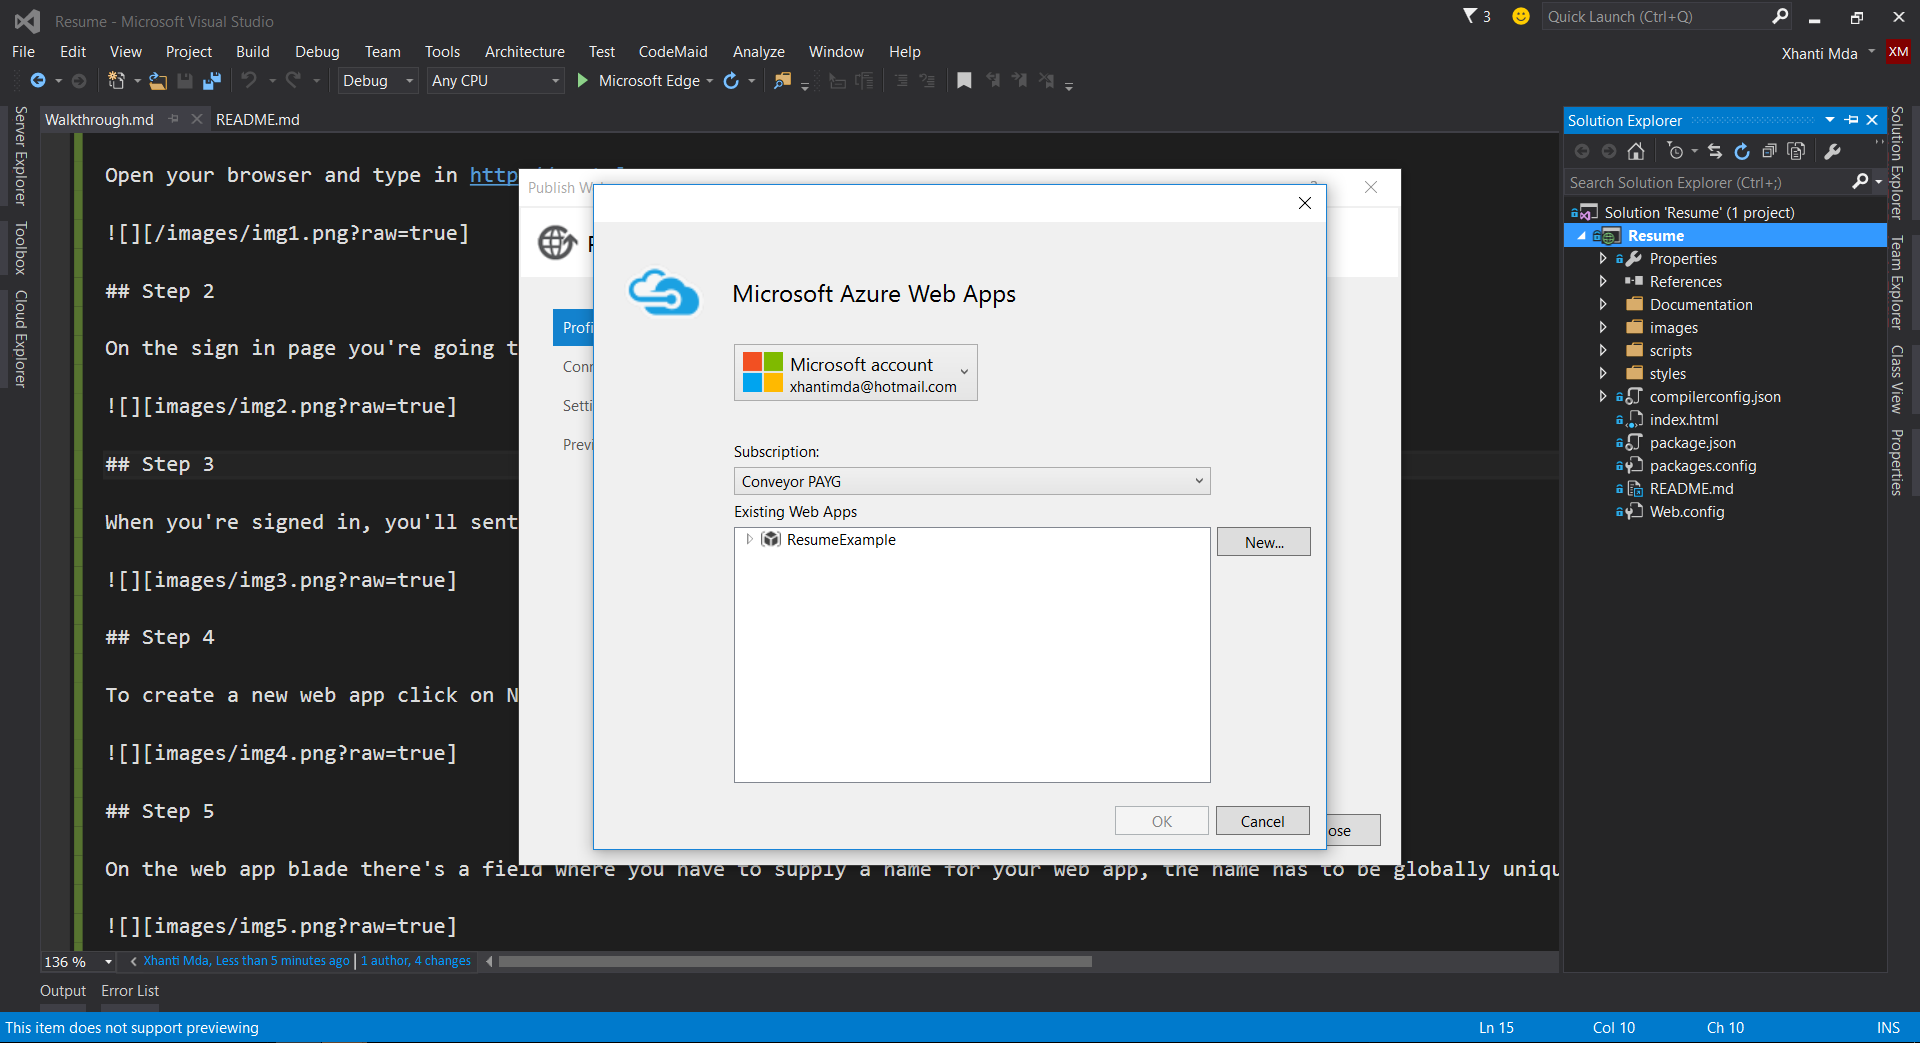 Resume - Microsoft Visual Studio
3
Quick Launch (Ctrl+Q)
File Edit View Project Build Debug Team Tools Architecture Test CodeMaid Analyze Window Help
Xhanti Mda XM
Debug Any CPU Microsoft Edge
Server Explorer
Toolbox
Cloud Explorer
Walkthrough.md README.md
Open your browser and type in http
![][/images/img1.png?raw=true]
## Step 2
On the sign in page you're going t
![][images/img2.png?raw=true]
## Step 3
When you're signed in, you'll sent
![][images/img3.png?raw=true]
## Step 4
To create a new web app click on N
![][images/img4.png?raw=true]
## Step 5
On the web app blade there's a field where you have to supply a name for your web app, the name has to be globally uniqu
![][images/img5.png?raw=true]
Publish W
Profi
Conn
Setti
Previ
ose
Microsoft Azure Web Apps
Microsoft account
xhantimda@hotmail.com
Subscription:
Conveyor PAYG
Existing Web Apps
ResumeExample
New...
OK Cancel
Solution Explorer
Search Solution Explorer (Ctrl+;)
Solution 'Resume' (1 project)
Resume
Properties
References
Documentation
images
scripts
styles
compilerconfig.json
index.html
package.json
packages.config
README.md
Web.config
Solution Explorer
Team Explorer
Class View
Properties
136 % Xhanti Mda, Less than 5 minutes ago | 1 author, 4 changes
Output Error List
This item does not support previewing Ln 15 Col 10 Ch 10 INS